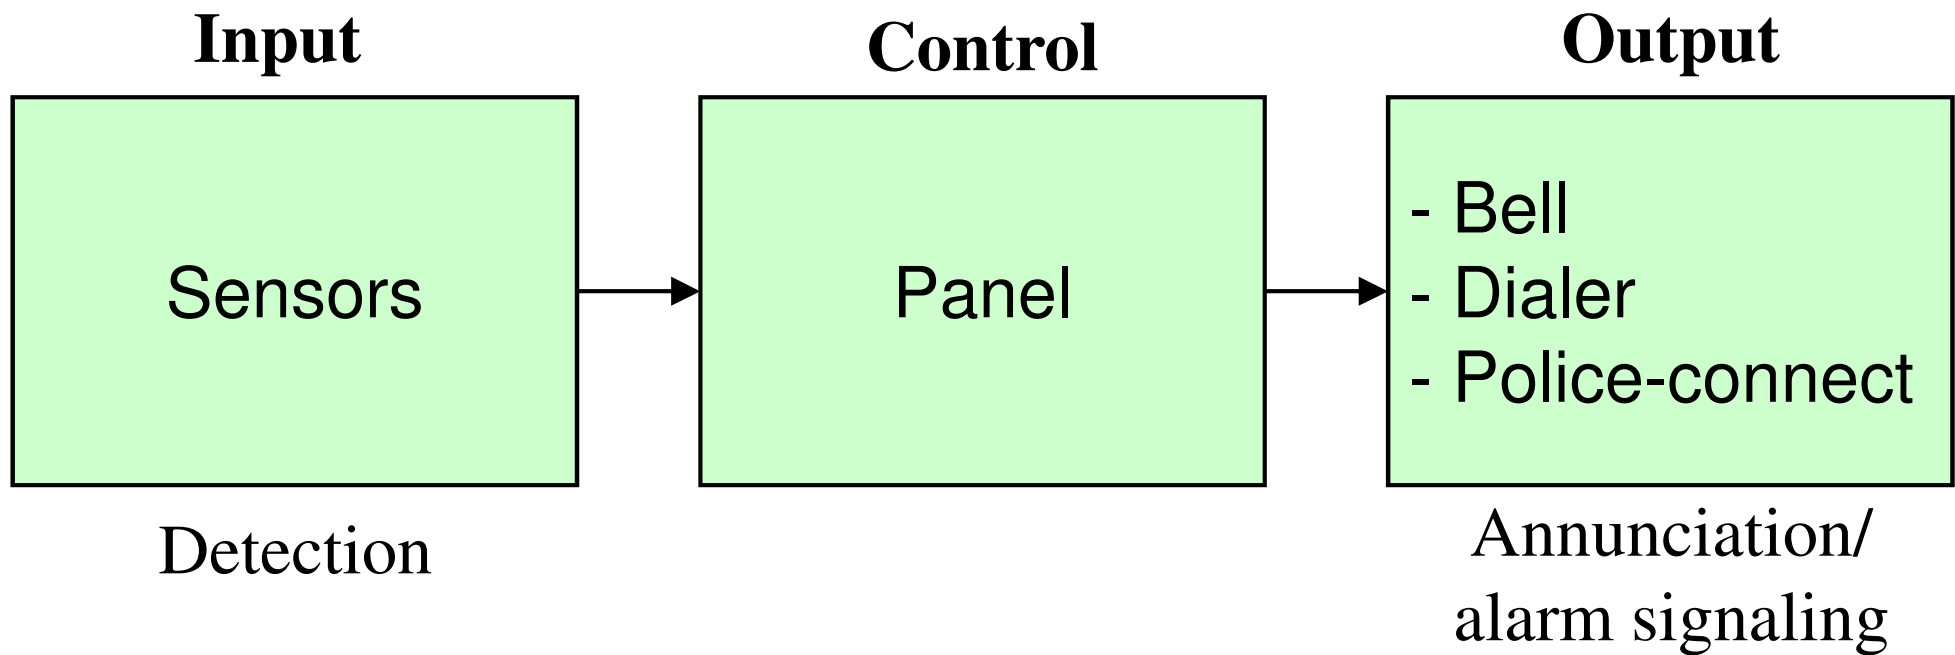 Input
Sensors
Detection
Control
Panel
Output
- Bell
- Dialer
- Police-connect
Annunciation/
alarm signaling